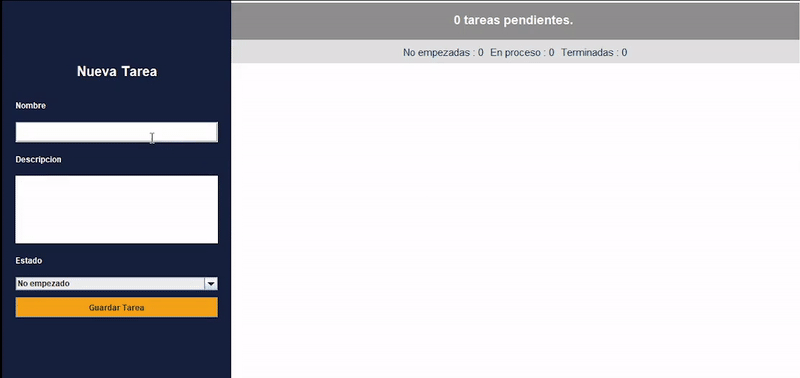 Nueva Tarea
Nombre
Descripcion
Estado
No empezado
Guardar Tarea
0 tareas pendientes.
No empezadas : 0 En proceso : 0 Terminadas : 0